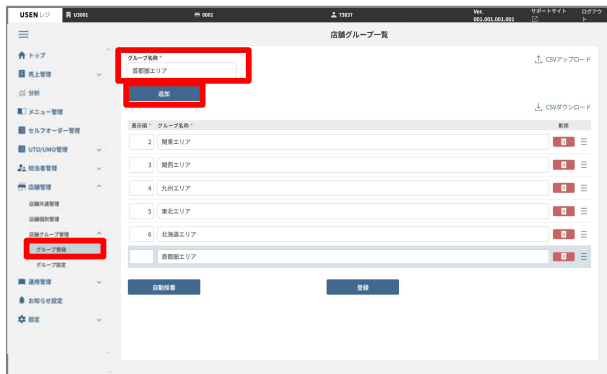 USEN レジ U3001 0001 T3837 Ver. 001.001.001.001 サポートサイト ログアウト
店舗グループ一覧
トップ
売上管理
分析
メニュー管理
セルフオーダー管理
UTO/UMO管理
担当者管理
店舗管理
店舗共通管理
店舗個別管理
店舗グループ管理
グループ登録
グループ設定
運用管理
お知らせ設定
設定
グループ名称 *
首都圏エリア
追加
CSVアップロード
CSVダウンロード
表示順 * グループ名称 * 削除
2 関東エリア
3 関西エリア
4 九州エリア
5 東北エリア
6 北海道エリア
首都圏エリア
自動採番 登録